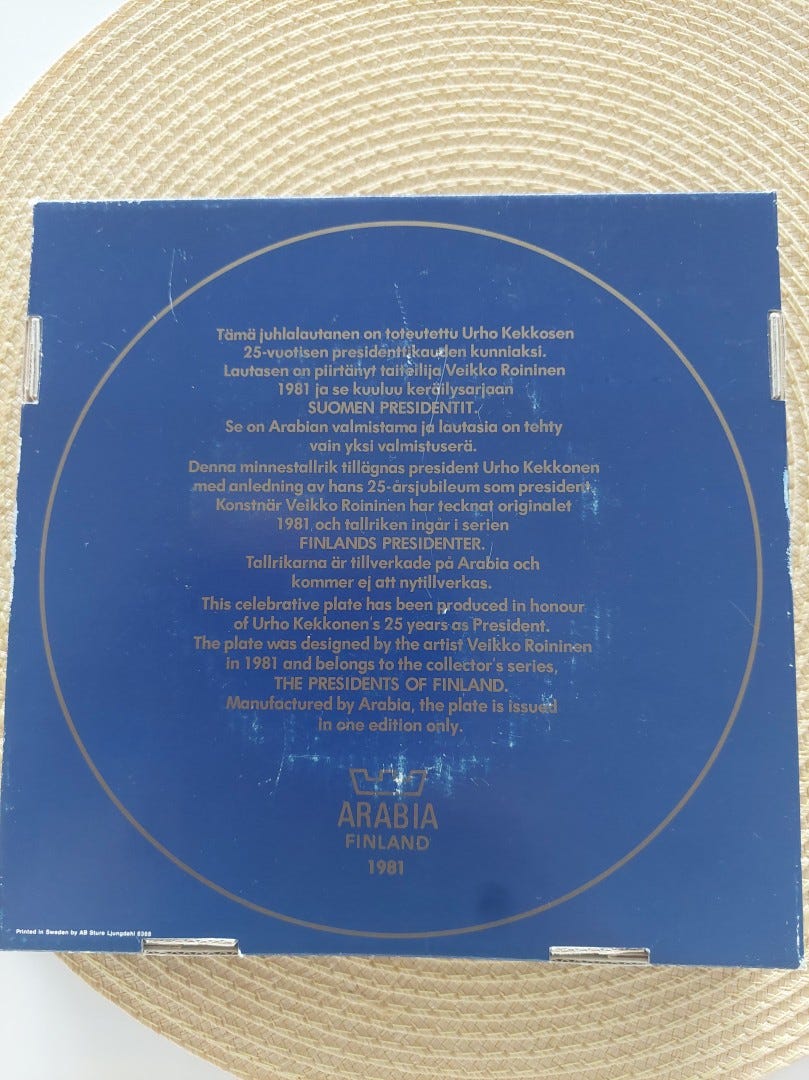 Tämä juhlalautanen on toteutettu Urho Kekkosen
25-vuotisen presidenttikauden kunniaksi.
Lautasen on piirtänyt taiteilija Veikko Roininen
1981 ja se kuuluu keräilysarjaan
SUOMEN PRESIDENTIT.
Se on Arabian valmistama ja lautasia on tehty
vain yksi valmistuserä.
Denna minnestallrik tillägnas president Urho Kekkonen
med anledning av hans 25-årsjubileum som president.
Konstnär Veikko Roininen har tecknat originalet
1981, och tallriken ingår i serien
FINLANDS PRESIDENTER.
Tallrikarna är tillverkade på Arabia och
kommer ej att nytillverkas.
This celebrative plate has been produced in honour
of Urho Kekkonen's 25 years as President.
The plate was designed by the artist Veikko Roininen
in 1981 and belongs to the collector's series,
THE PRESIDENTS OF FINLAND.
Manufactured by Arabia, the plate is issued
in one edition only.
ARABIA
FINLAND
1981
Printed in Sweden by AB Sture Ljungdahl 6368